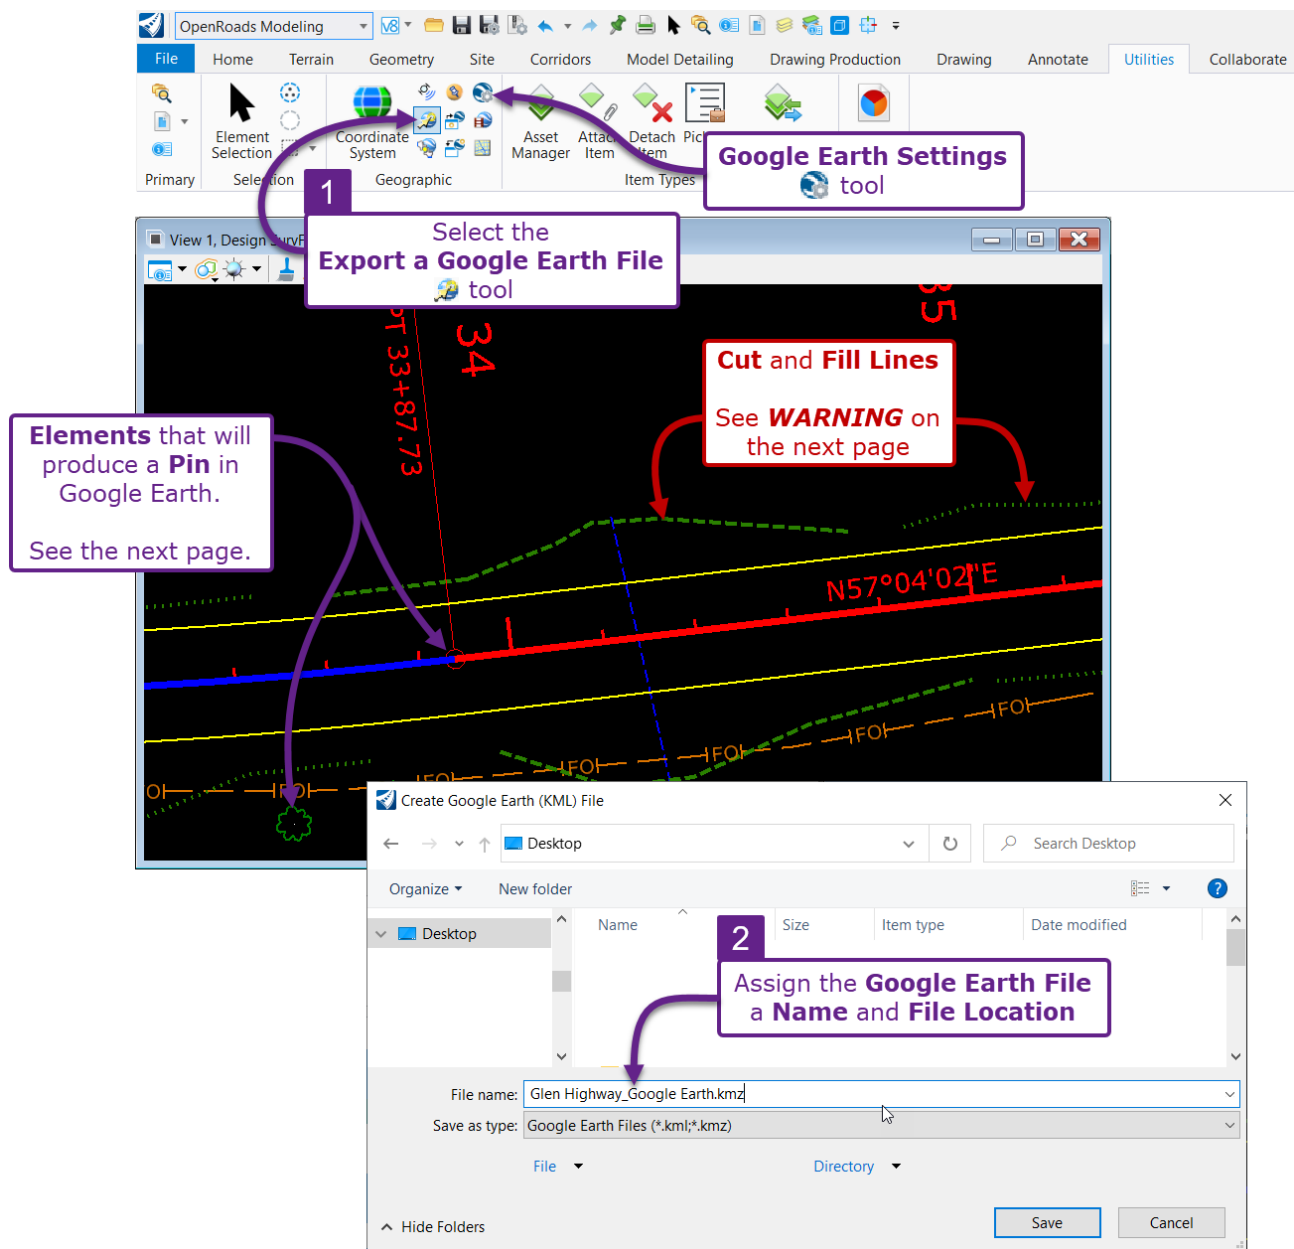 OpenRoads Modeling
V8
File Home Terrain Geometry Site Corridors Model Detailing Drawing Production Drawing Annotate Utilities Collaborate
Element
Selection
Coordinate
System
Asset
Manager
Attach
Item
Detach
Item
Primary Selection Geographic Item Types
Google Earth Settings
tool
1
Select the
Export a Google Earth File
tool
View 1, Design
PT 33+87.73
34
35
Cut and Fill Lines
See WARNING on
the next page
Elements that will
produce a Pin in
Google Earth.
See the next page.
N57°04'02"E
FO
FO
FO
FO
FO
FO
Create Google Earth (KML) File
Desktop
Search Desktop
Organize New folder
Desktop
Name Size Item type Date modified
2
Assign the Google Earth File
a Name and File Location
File name: Glen Highway_Google Earth.kmz
Save as type: Google Earth Files (*.kml;*.kmz)
File Directory
Hide Folders
Save Cancel